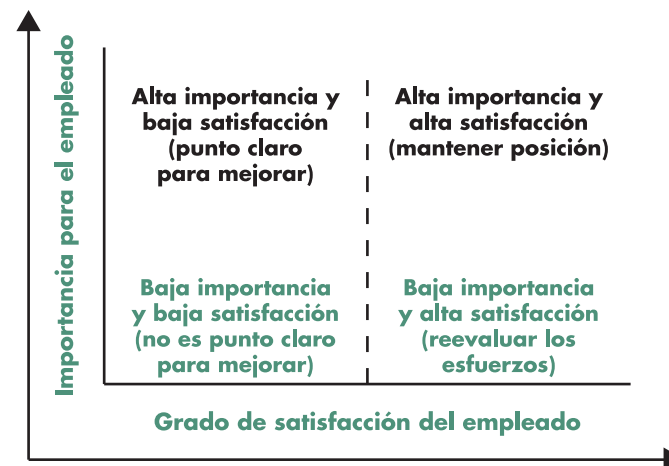 Importancia para el empleado
Alta importancia y
baja satisfacción
(punto claro
para mejorar)
Alta importancia y
alta satisfacción
(mantener posición)
Baja importancia
y baja satisfacción
(no es punto claro
para mejorar)
Baja importancia
y alta satisfacción
(reevaluar los
esfuerzos)
Grado de satisfacción del empleado